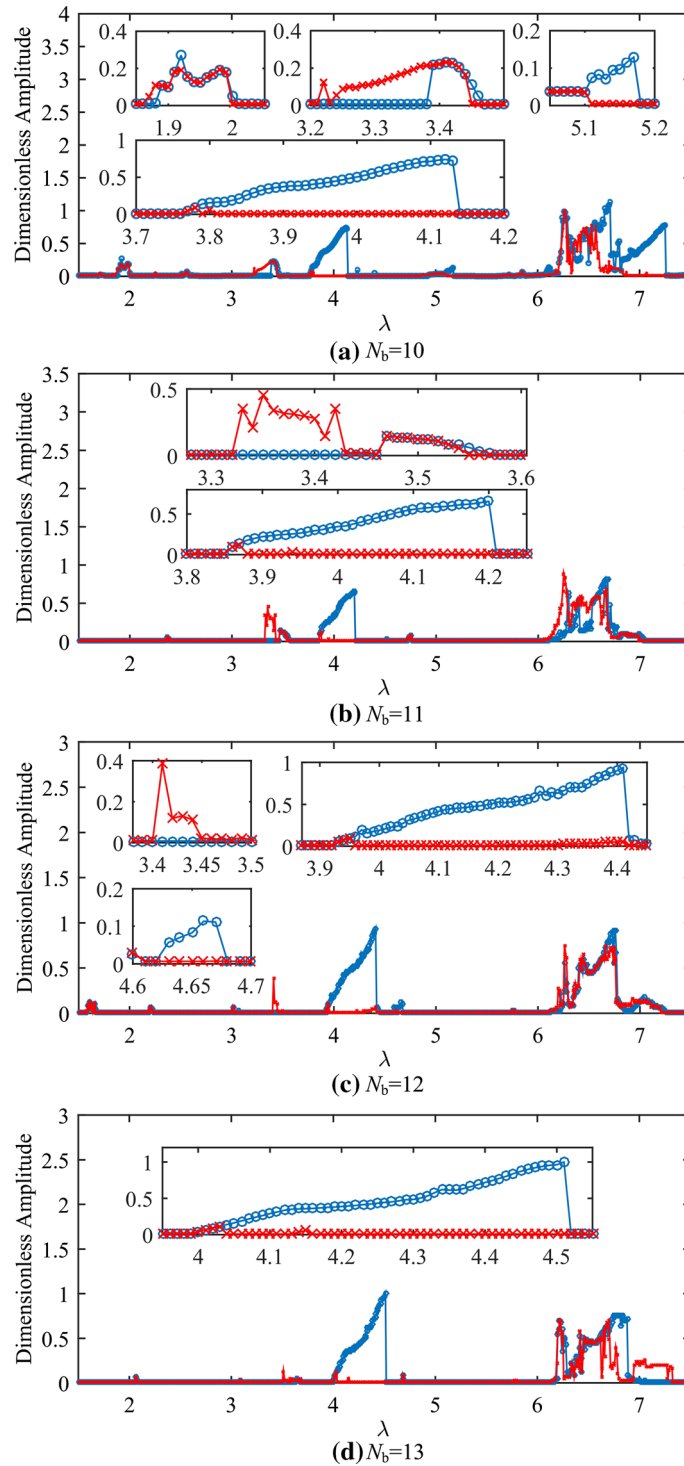 4
3.5
3
2.5
2
1.5
1
0.5
0
Dimensionless Amplitude
0.4
0.2
0
1.9 2
0.4
0.2
0
3.2 3.3 3.4
0.2
0.1
0
5.1 5.2
1
0.5
0
3.7 3.8 3.9 4 4.1 4.2
2 3 4 5 6 7
λ
(a) Nb=10
3.5
3
2.5
2
1.5
1
0.5
0
Dimensionless Amplitude
0.5
0
3.3 3.4 3.5 3.6
0.5
0
3.8 3.9 4 4.1 4.2
2 3 4 5 6 7
λ
(b) Nb=11
3
2.5
2
1.5
1
0.5
0
Dimensionless Amplitude
0.4
0.2
0
3.4 3.45 3.5
1
0.5
0
3.9 4 4.1 4.2 4.3 4.4
0.2
0.1
0
4.6 4.65 4.7
2 3 4 5 6 7
λ
(c) Nb=12
3
2.5
2
1.5
1
0.5
0
Dimensionless Amplitude
1
0.5
0
4 4.1 4.2 4.3 4.4 4.5
2 3 4 5 6 7
λ
(d) Nb=13